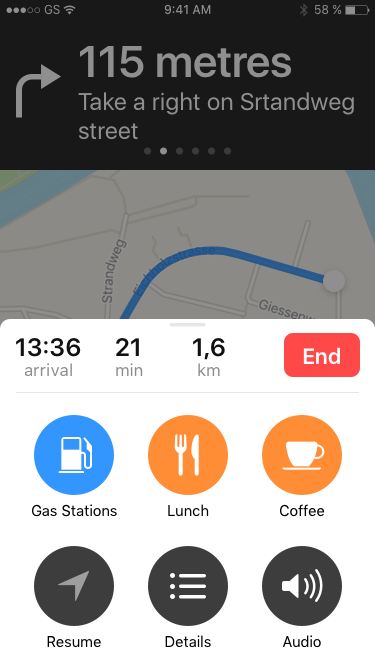 GS 9:41 AM 58 %
115 metres
Take a right on Srtandweg
street
Strandweg
Giessenw
13:36 21 1,6 End
arrival min km
Gas Stations Lunch Coffee
Resume Details Audio